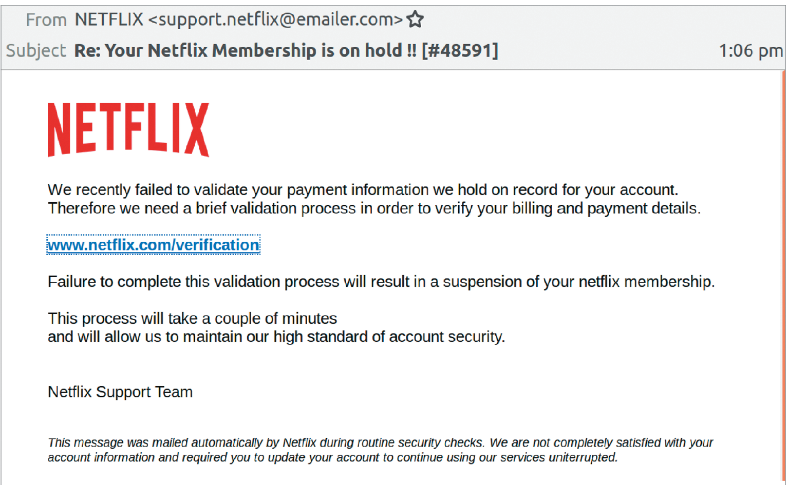 From NETFLIX <support.netflix@emailer.com>
Subject Re: Your Netflix Membership is on hold !! [#48591] 1:06 pm
NETFLIX
We recently failed to validate your payment information we hold on record for your account.
Therefore we need a brief validation process in order to verify your billing and payment details.
www.netflix.com/verification
Failure to complete this validation process will result in a suspension of your netflix membership.
This process will take a couple of minutes
and will allow us to maintain our high standard of account security.
Netflix Support Team
This message was mailed automatically by Netflix during routine security checks. We are not completely satisfied with your
account information and required you to update your account to continue using our services uniterrupted.